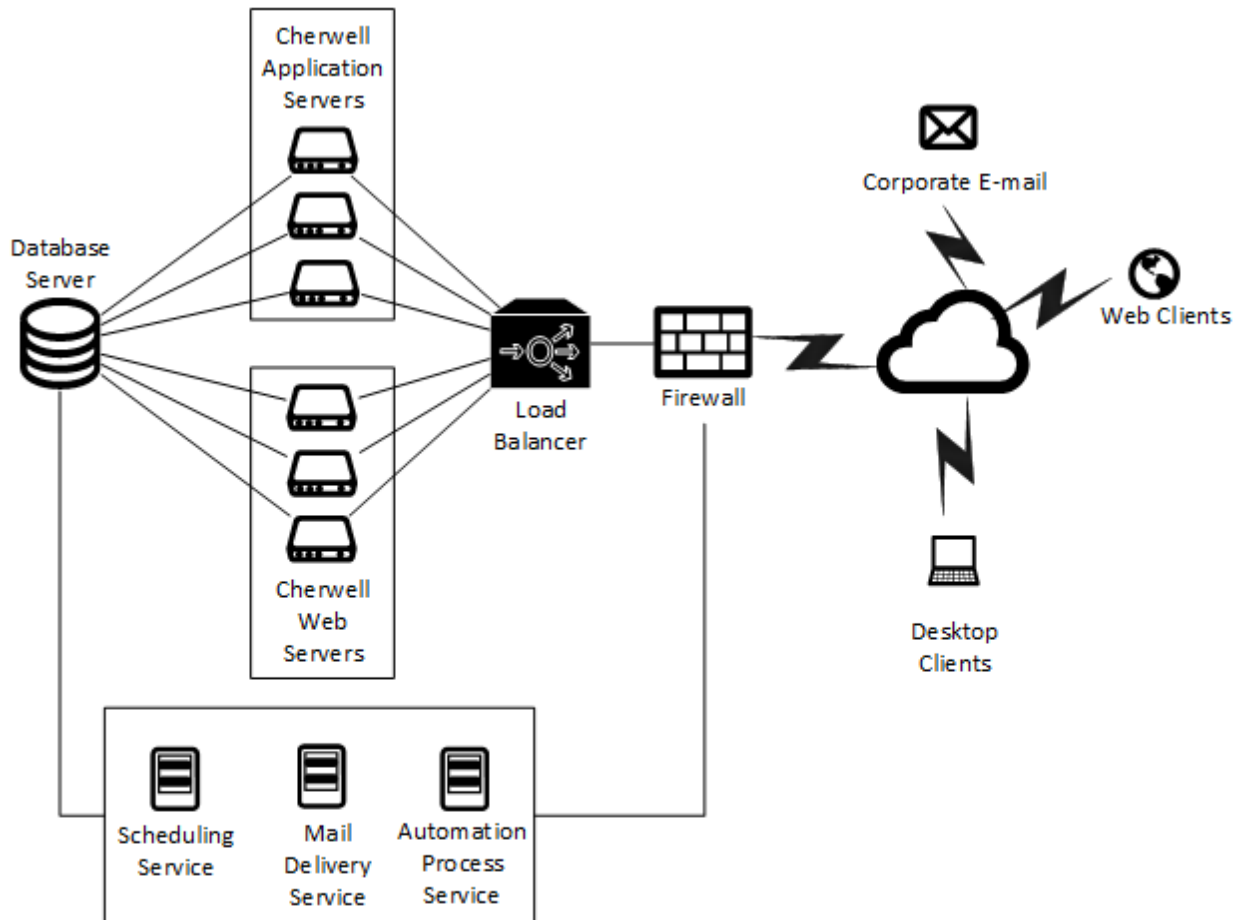 Cherwell
Application
Servers
Corporate E-mail
Database
Server
Web Clients
Load
Balancer
Firewall
Cherwell
Web
Servers
Desktop
Clients
Scheduling
Service
Mail
Delivery
Service
Automation
Process
Service